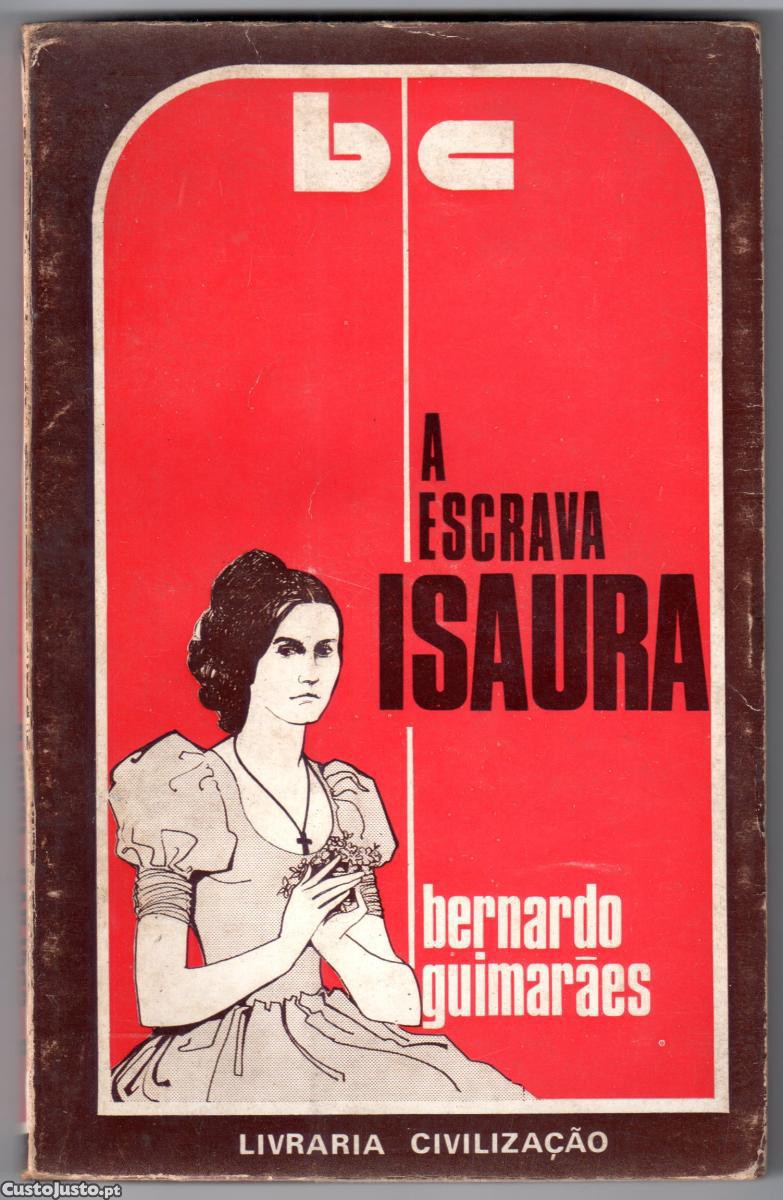 bc
A
ESCRAVA
ISAURA
bernardo
guimarães
LIVRARIA CIVILIZAÇÃO
CustoJusto.pt